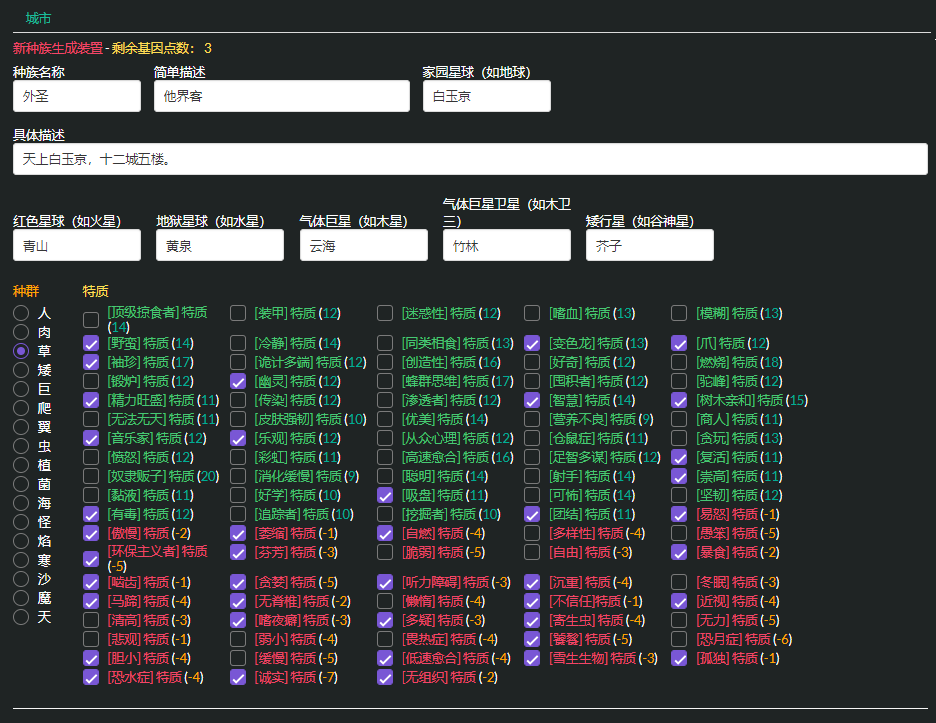 城市
新种族生成装置 - 剩余基因点数： 3
种族名称 简单描述 家园星球（如地球）
外圣 他界客 白玉京
具体描述
天上白玉京，十二城五楼。
红色星球（如火星） 地狱星球（如水星） 气体巨星（如木星） 气体巨星卫星（如木卫三） 矮行星（如谷神星）
青山 黄泉 云海 竹林 芥子
种群 特质
人 [顶级掠食者] 特质 (14) [装甲] 特质 (12) [迷惑性] 特质 (12) [嗜血] 特质 (13) [模糊] 特质 (13)
肉 [野蛮] 特质 (14) [冷静] 特质 (14) [同类相食] 特质 (13) [变色龙] 特质 (13) [爪] 特质 (12)
草 [袖珍] 特质 (17) [诡计多端] 特质 (12) [创造性] 特质 (16) [好奇] 特质 (12) [燃烧] 特质 (18)
矮 [锻炉] 特质 (12) [幽灵] 特质 (12) [蜂群思维] 特质 (17) [囤积者] 特质 (12) [驼峰] 特质 (12)
巨 [精力旺盛] 特质 (11) [传染] 特质 (12) [渗透者] 特质 (12) [智慧] 特质 (14) [树木亲和] 特质 (15)
爬 [无法无天] 特质 (11) [皮肤强韧] 特质 (10) [优美] 特质 (14) [营养不良] 特质 (9) [商人] 特质 (11)
翼 [音乐家] 特质 (12) [乐观] 特质 (12) [从众心理] 特质 (12) [仓鼠症] 特质 (11) [贪玩] 特质 (13)
虫 [愤怒] 特质 (12) [彩虹] 特质 (11) [高速愈合] 特质 (16) [足智多谋] 特质 (12) [复活] 特质 (11)
植 [奴隶贩子] 特质 (20) [消化缓慢] 特质 (9) [聪明] 特质 (14) [射手] 特质 (14) [崇高] 特质 (11)
菌 [黏液] 特质 (11) [好学] 特质 (10) [吸盘] 特质 (11) [可怖] 特质 (14) [坚韧] 特质 (12)
海 [有毒] 特质 (12) [追踪者] 特质 (10) [挖掘者] 特质 (10) [团结] 特质 (11) [易怒] 特质 (-1)
怪 [傲慢] 特质 (-2) [萎缩] 特质 (-1) [自燃] 特质 (-4) [多样性] 特质 (-4) [愚笨] 特质 (-5)
焰 [环保主义者] 特质 (-5) [芬芳] 特质 (-3) [脆弱] 特质 (-5) [自由] 特质 (-3) [暴食] 特质 (-2)
寒 [啮齿] 特质 (-1) [贪婪] 特质 (-5) [听力障碍] 特质 (-3) [沉重] 特质 (-4) [冬眠] 特质 (-3)
沙 [马蹄] 特质 (-4) [无脊椎] 特质 (-2) [懒惰] 特质 (-4) [不信任]特质 (-1) [近视] 特质 (-4)
魔 [清高] 特质 (-3) [嗜夜癖] 特质 (-3) [多疑] 特质 (-3) [寄生虫] 特质 (-4) [无力] 特质 (-5)
天 [悲观] 特质 (-1) [弱小] 特质 (-4) [畏热症] 特质 (-4) [饕餮] 特质 (-5) [恐月症] 特质 (-6)
[胆小] 特质 (-4) [缓慢] 特质 (-5) [低速愈合] 特质 (-4) [雪生生物] 特质 (-3) [孤独] 特质 (-1)
[恐水症] 特质 (-4) [诚实] 特质 (-7) [无组织] 特质 (-2)